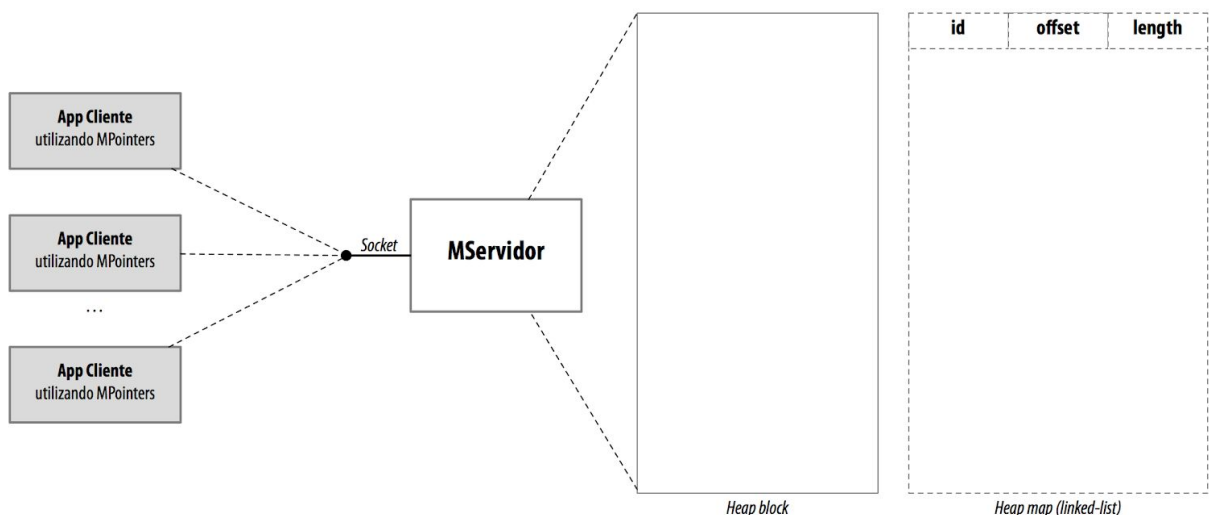 App Cliente
utilizando MPointers
App Cliente
utilizando MPointers
...
App Cliente
utilizando MPointers
Socket
MServidor
Heap block
id offset length
Heap map (linked-list)